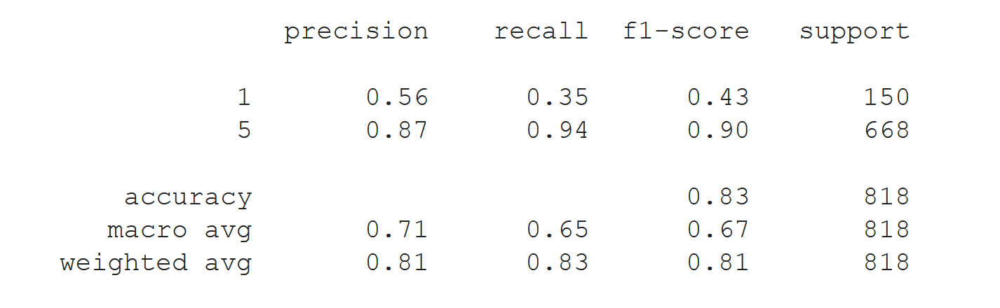 precision recall f1-score support
1 0.56 0.35 0.43 150
5 0.87 0.94 0.90 668
accuracy 0.83 818
macro avg 0.71 0.65 0.67 818
weighted avg 0.81 0.83 0.81 818